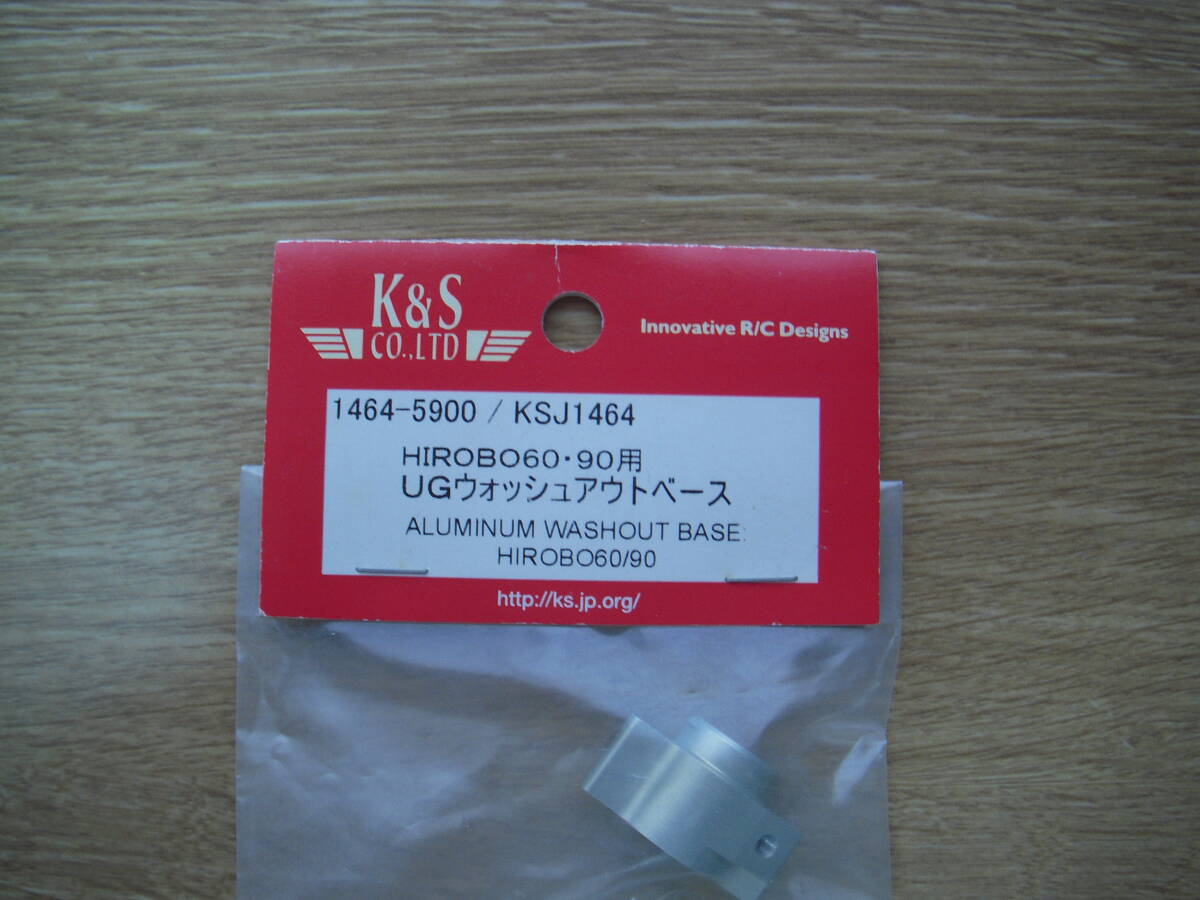 K&S
CO.,LTD
Innovative R/C Designs
1464-5900 / KSJ1464
HIROBO60・90用
UGウォッシュアウトベース
ALUMINUM WASHOUT BASE:
HIROBO60/90
http://ks.jp.org/